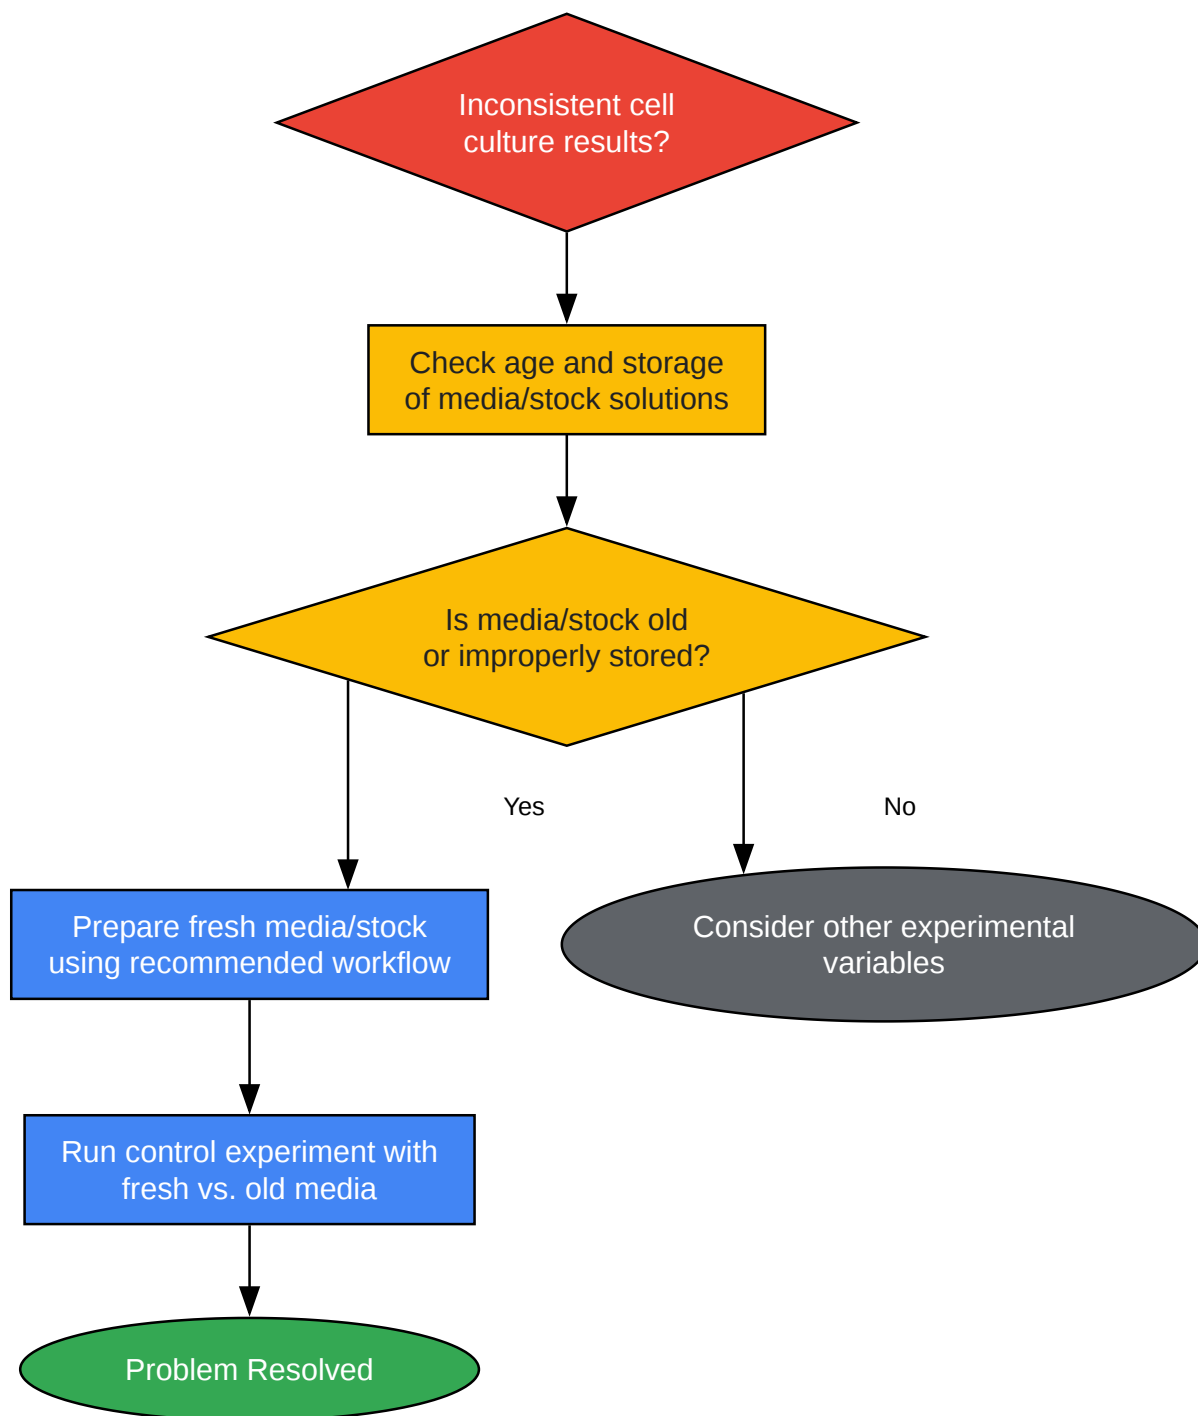 Inconsistent cell
culture results?
Check age and storage
of media/stock solutions
Is media/stock old
or improperly stored?
Yes
No
Prepare fresh media/stock
using recommended workflow
Consider other experimental
variables
Run control experiment with
fresh vs. old media
Problem Resolved